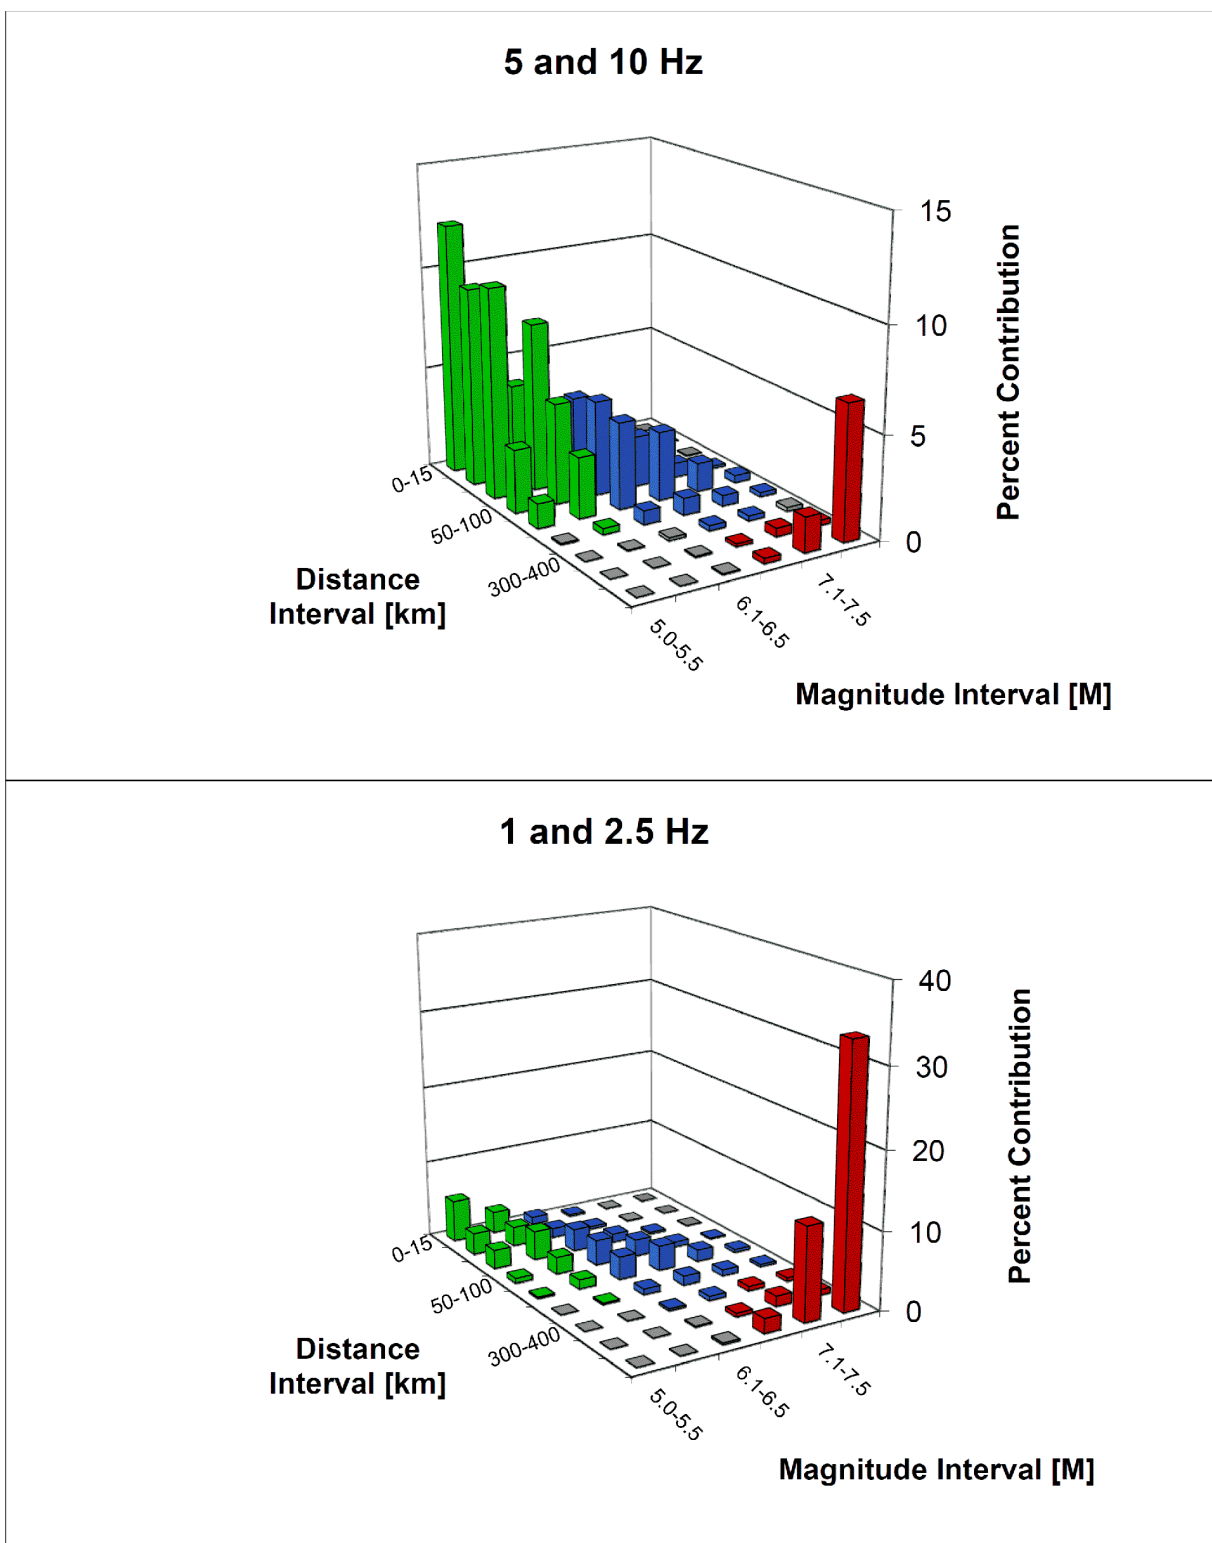 5 and 10 Hz
15
10
5
0
Percent Contribution
0-15
50-100
300-400
Distance
Interval [km]
5.0-5.5
6.1-6.5
7.1-7.5
Magnitude Interval [M]
1 and 2.5 Hz
40
30
20
10
0
Percent Contribution
0-15
50-100
300-400
Distance
Interval [km]
5.0-5.5
6.1-6.5
7.1-7.5
Magnitude Interval [M]